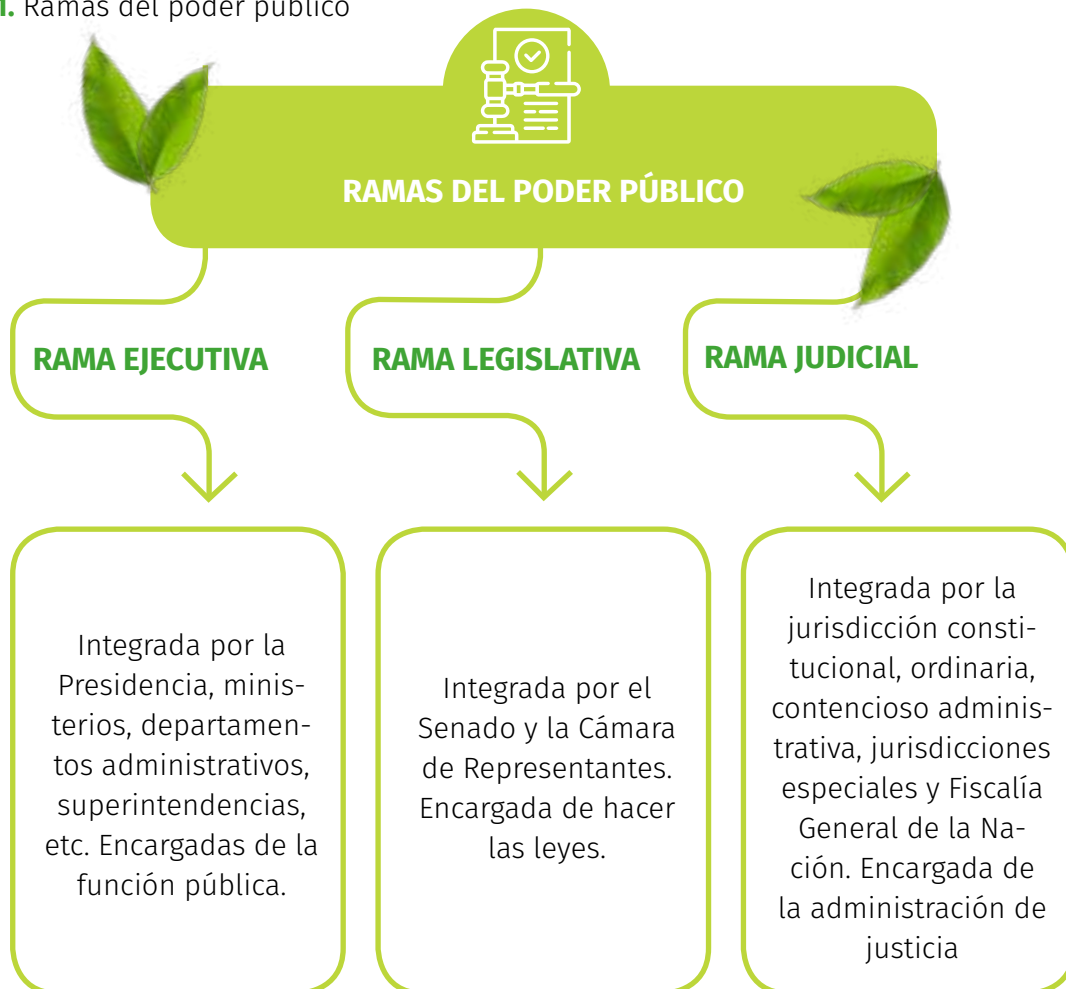 1. Ramas del poder público
RAMAS DEL PODER PÚBLICO
RAMA EJECUTIVA
Integrada por la
Presidencia, minis-
terios, departamen-
tos administrativos,
superintendencias,
etc. Encargadas de la
función pública.
RAMA LEGISLATIVA
Integrada por el
Senado y la Cámara
de Representantes.
Encargada de hacer
las leyes.
RAMA JUDICIAL
Integrada por la
jurisdicción consti-
tucional, ordinaria,
contencioso adminis-
trativa, jurisdicciones
especiales y Fiscalía
General de la Na-
ción. Encargada de
la administración de
justicia